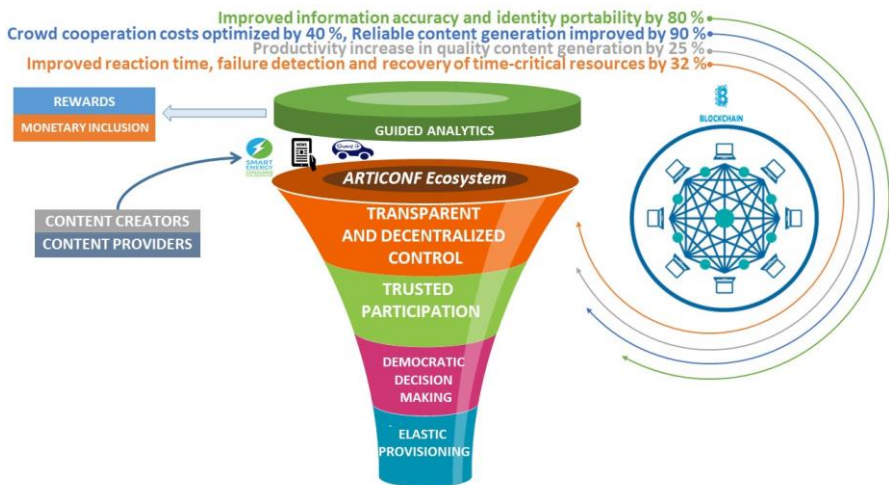 Improved information accuracy and identity portability by 80 %
Crowd cooperation costs optimized by 40 %, Reliable content generation improved by 90 %
Productivity increase in quality content generation by 25 %
Improved reaction time, failure detection and recovery of time-critical resources by 32 %
REWARDS
MONETARY INCLUSION
GUIDED ANALYTICS
BLOCKCHAIN
SMART
ENERGY
NEWS
Share it
ARTICONF Ecosystem
CONTENT CREATORS
CONTENT PROVIDERS
TRANSPARENT
AND DECENTRALIZED
CONTROL
TRUSTED
PARTICIPATION
DEMOCRATIC
DECISION
MAKING
ELASTIC
PROVISIONING